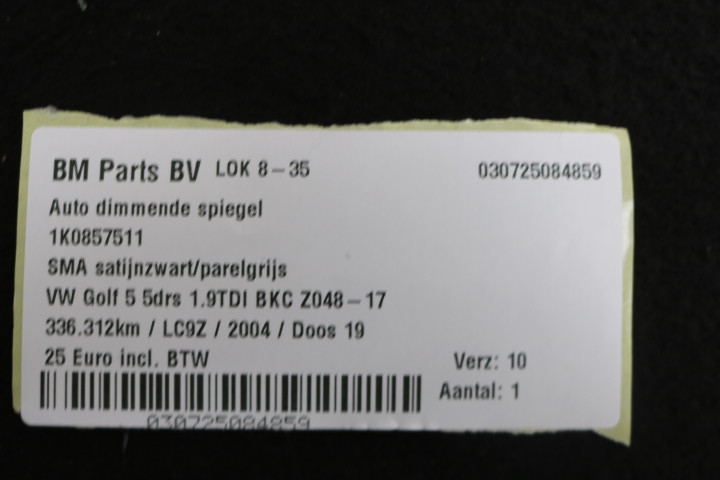 BM Parts BV LOK 8-35 030725084859
Auto dimmende spiegel
1K0857511
SMA satijnzwart/parelgrijs
VW Golf 5 5drs 1.9TDI BKC Z048-17
336.312km / LC9Z / 2004 / Doos 19
25 Euro incl. BTW Verz: 10
Aantal: 1
030725084859